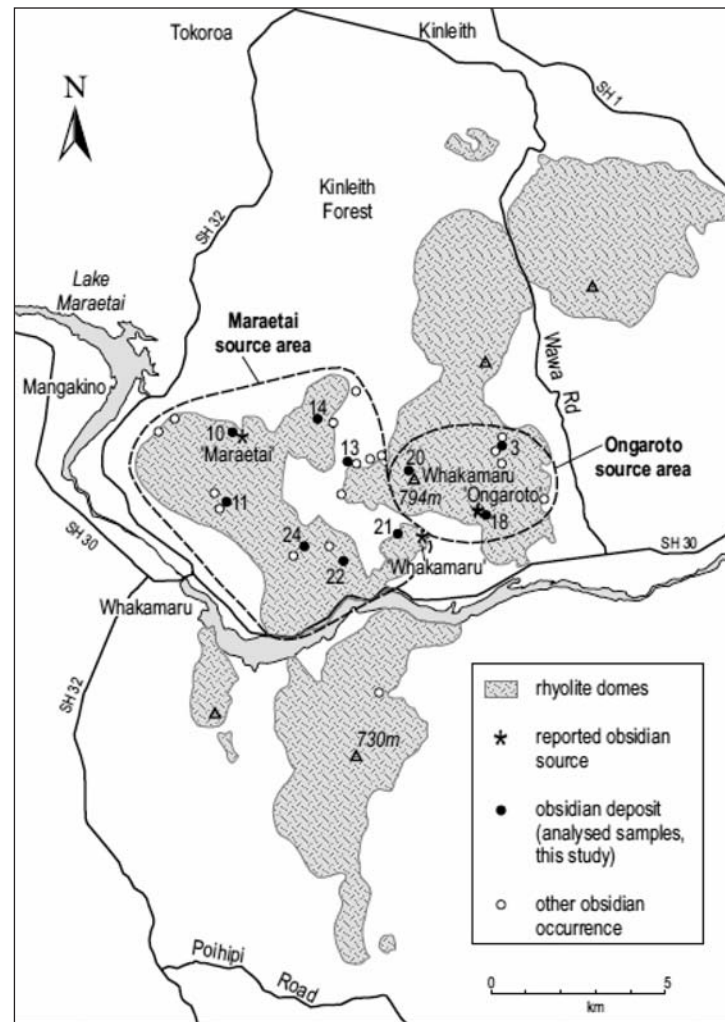 Tokoroa
Kinleith
SH 1
N
Kinleith
Forest
SH 32
Lake
Maraetai
Mangakino
Maraetai
source area
Wawa Rd
14
10
'Maraetai'
13
3
Ongaroto
source area
20
Whakamaru
794m
'Ongaroto'
18
11
21
24
'Whakamaru'
22
SH 30
SH 30
Whakamaru
SH 32
730m
rhyolite domes
reported obsidian
source
obsidian deposit
(analysed samples,
this study)
other obsidian
occurrence
Poihipi
Road
0
5
km